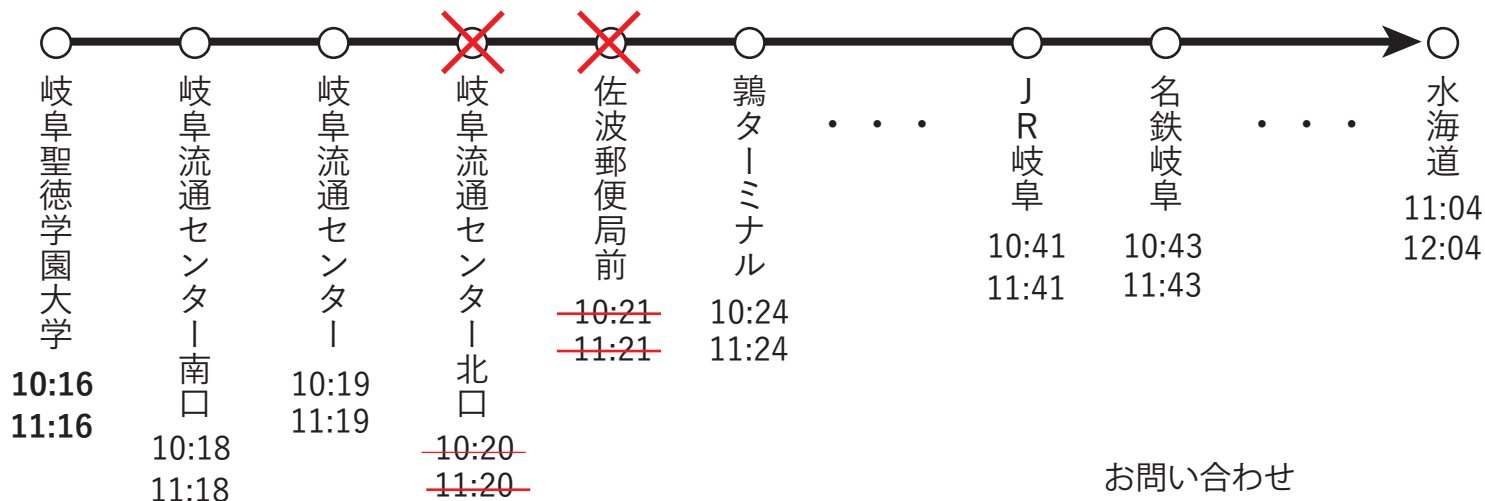 岐阜聖徳学園大学
10:16
11:16
岐阜流通センター南口
10:18
11:18
岐阜流通センター
10:19
11:19
岐阜流通センター北口
10:20
11:20
佐波郵便局前
10:21
11:21
鶉ターミナル
10:24
11:24
・・・
JR岐阜
10:41
11:41
名鉄岐阜
10:43
11:43
・・・
水海道
11:04
12:04
お問い合わせ